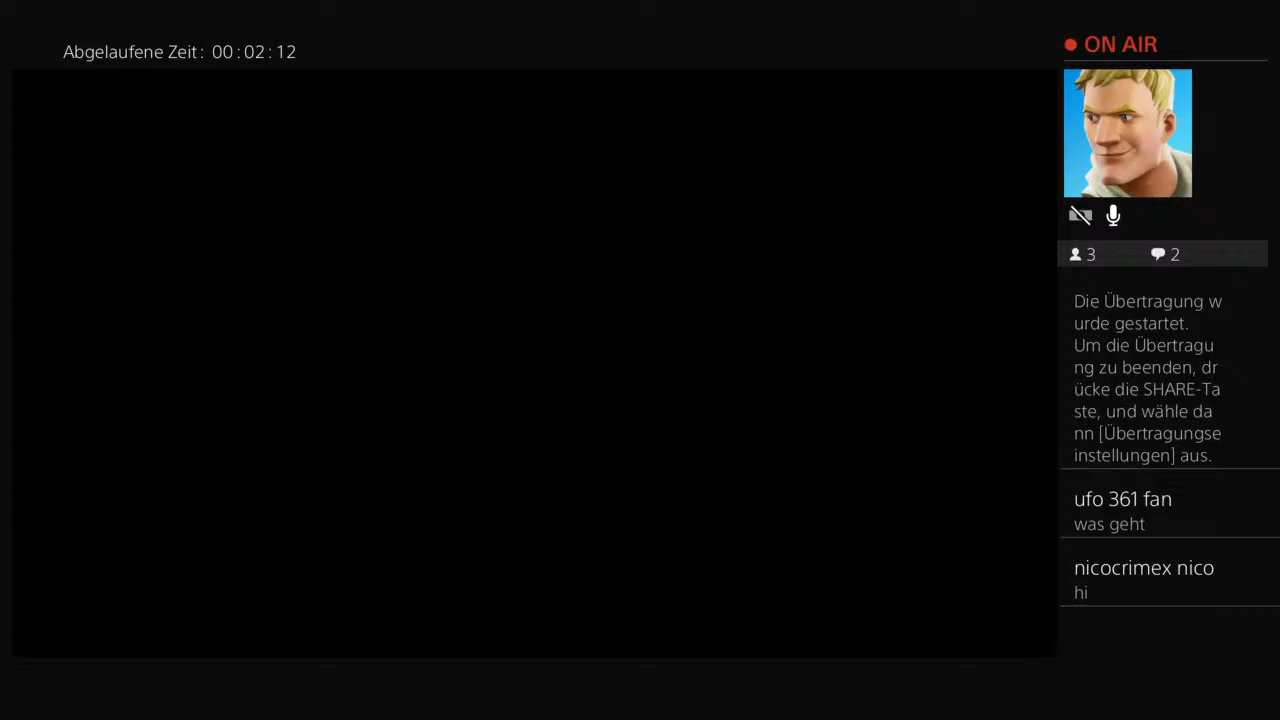 Abgelaufene Zeit: 00:02:12
ON AIR
3 2
Die Übertragung w
urde gestartet.
Um die Übertragu
ng zu beenden, dr
ücke die SHARE-Ta
ste, und wähle da
nn [Übertragungse
instellungen] aus.
ufo 361 fan
was geht
nicocrimex nico
hi